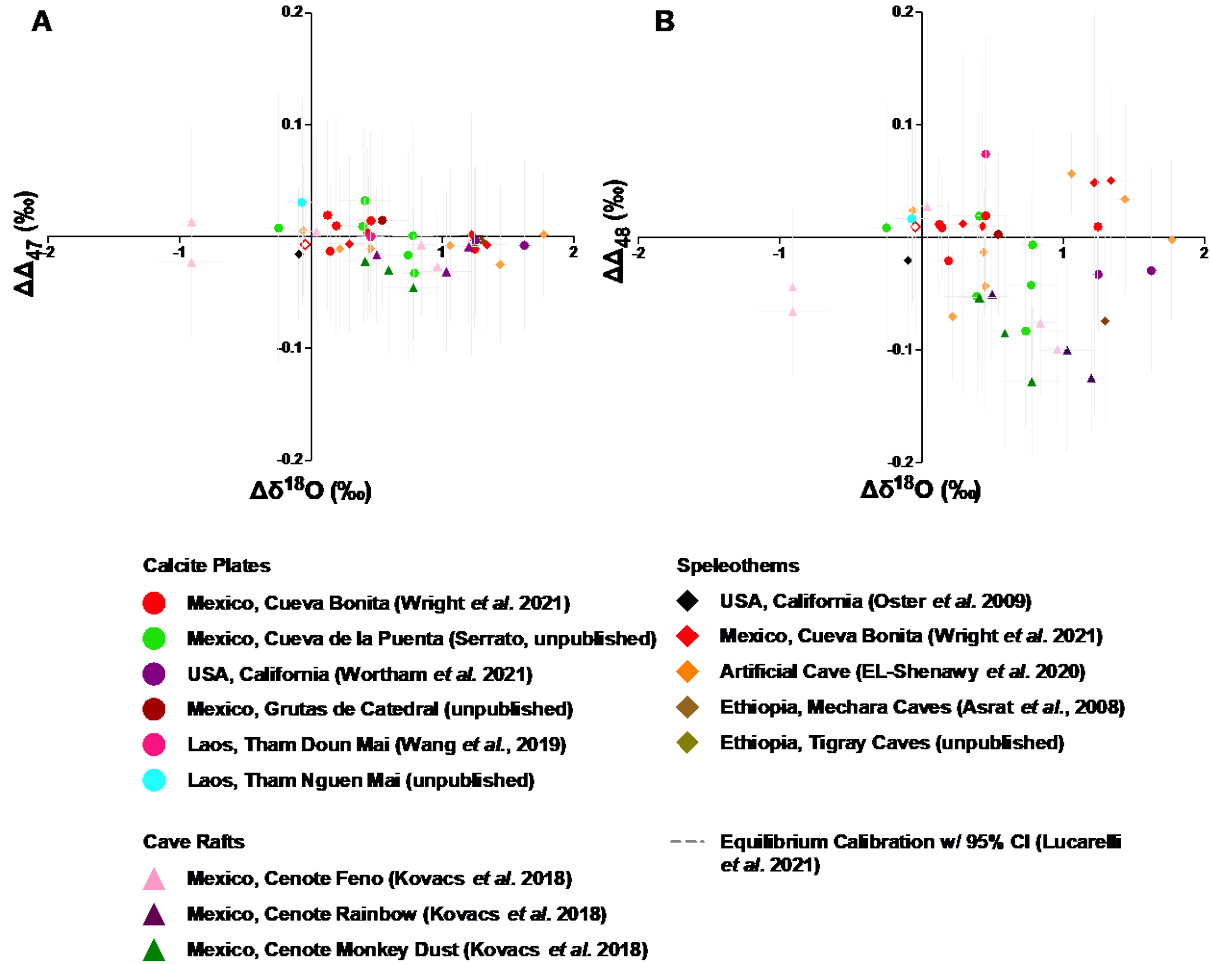 A
B
0.2
0.2
0.1
0.1
ΔΔ47 (‰)
ΔΔ48 (‰)
-2
-1
1
2
-2
-1
1
2
-0.1
-0.1
-0.2
-0.2
Δδ18O (‰)
Δδ18O (‰)
Calcite Plates
Mexico, Cueva Bonita (Wright et al. 2021)
Mexico, Cueva de la Puenta (Serrato, unpublished)
USA, California (Wortham et al. 2021)
Mexico, Grutas de Catedral (unpublished)
Laos, Tham Doun Mai (Wang et al., 2019)
Laos, Tham Nguen Mai (unpublished)
Cave Rafts
Mexico, Cenote Feno (Kovacs et al. 2018)
Mexico, Cenote Rainbow (Kovacs et al. 2018)
Mexico, Cenote Monkey Dust (Kovacs et al. 2018)
Speleothems
USA, California (Oster et al. 2009)
Mexico, Cueva Bonita (Wright et al. 2021)
Artificial Cave (EL-Shenawy et al. 2020)
Ethiopia, Mechara Caves (Asrat et al., 2008)
Ethiopia, Tigray Caves (unpublished)
Equilibrium Calibration w/ 95% CI (Lucarelli
et al. 2021)